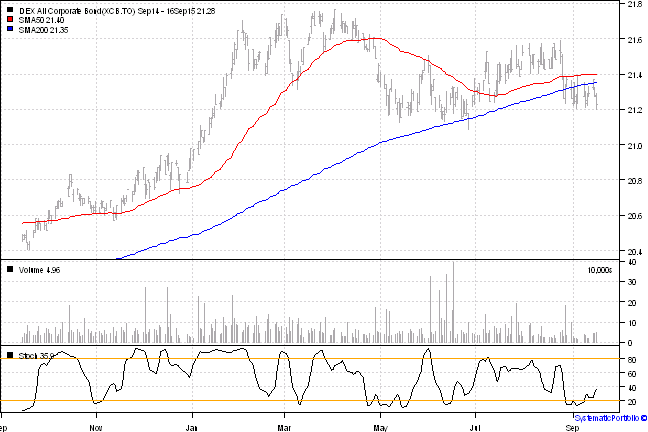 DEX All Corporate Bond(XCB.TO) Sep14 - 16Sep15 21.28
SMA50 21.40
SMA200 21.35
21.8
21.6
21.4
21.2
21.0
20.8
20.6
20.4
Volume 4.96
10,000s
40
30
20
10
0
Stoch 35.9
80
60
40
20
ep Nov Jan Mar May Jul Sep
SystematicPortfolio ©